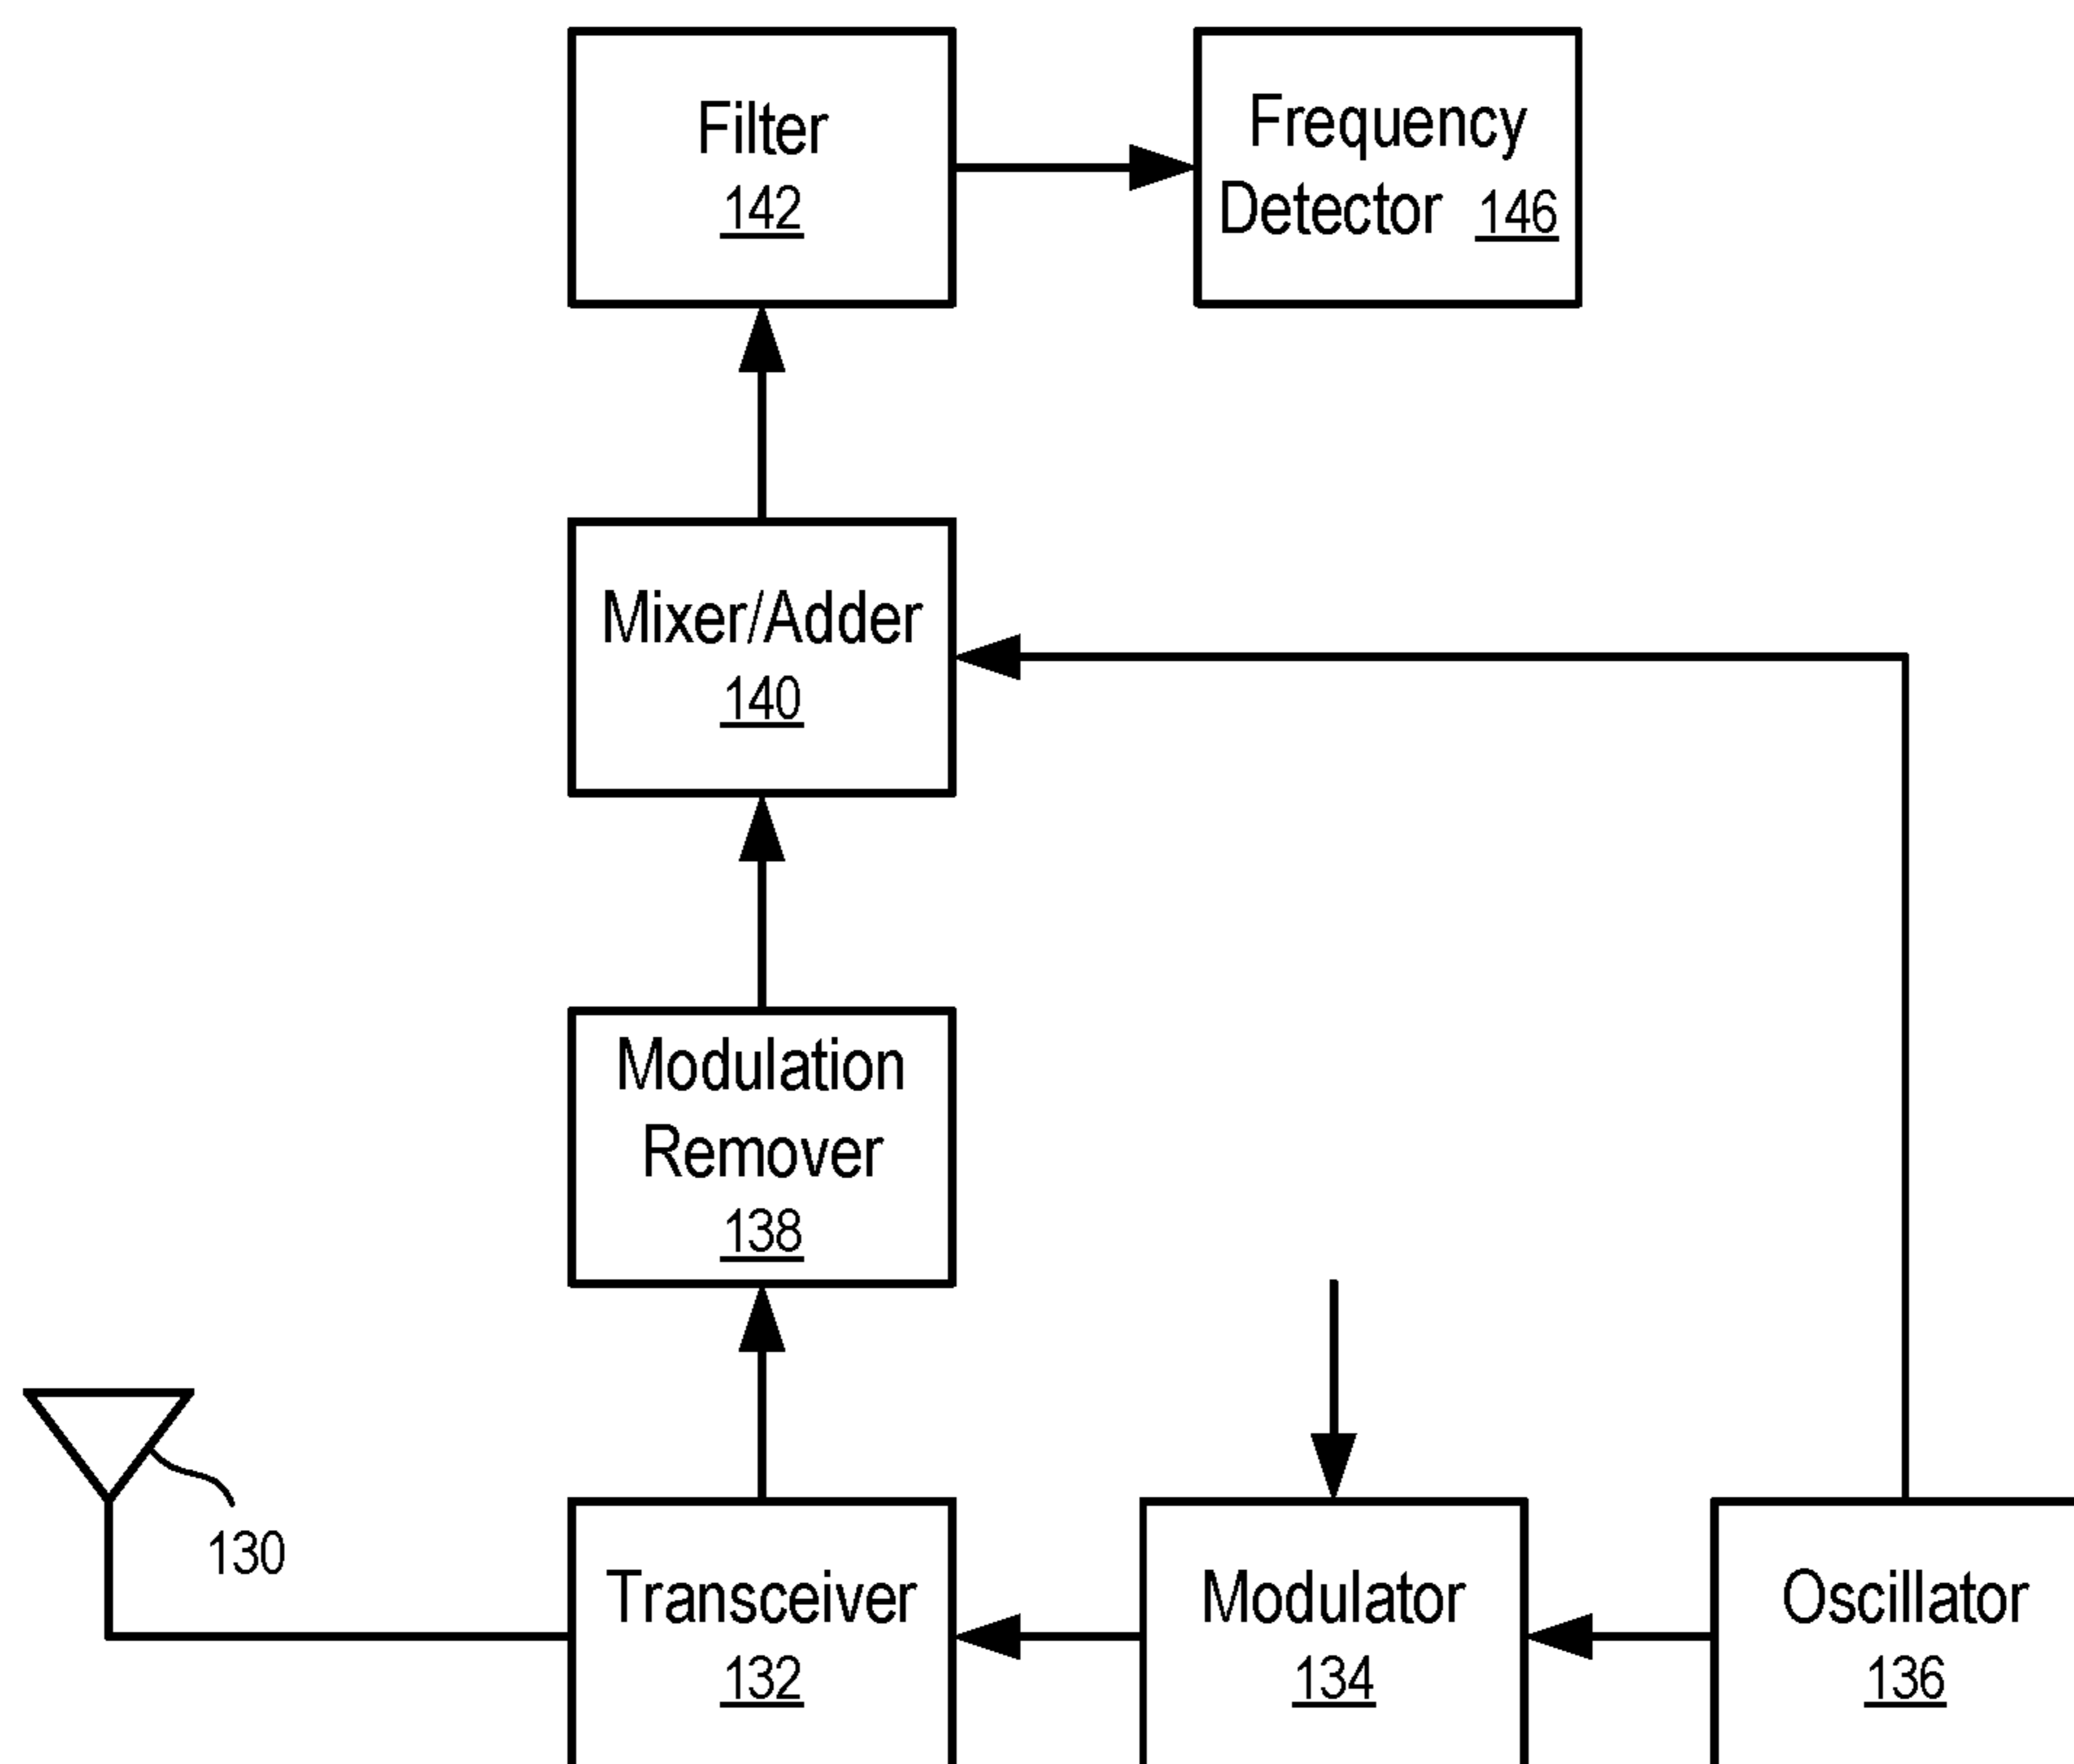 Filter
142
Frequency
Detector 146
Mixer/Adder
140
Modulation
Remover
138
130
Transceiver
132
Modulator
134
Oscillator
136